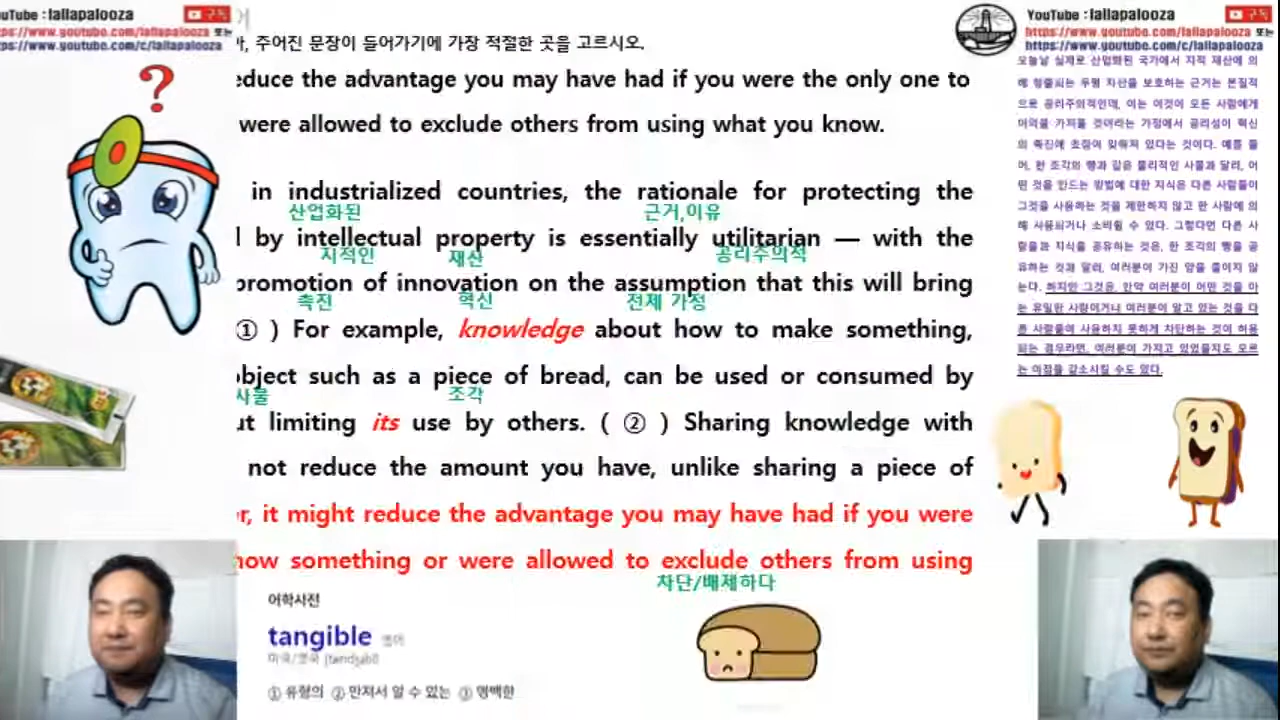 YouTube : lallapalooza 구독
https://www.youtube.com/lallapalooza 또는
https://www.youtube.com/c/lallapalooza
주어진 문장이 들어가기에 가장 적절한 곳을 고르시오.
reduce the advantage you may have had if you were the only one to
were allowed to exclude others from using what you know.
in industrialized countries, the rationale for protecting the
산업화된 근거,이유
by intellectual property is essentially utilitarian — with the
지적인 재산 공리주의적
promotion of innovation on the assumption that this will bring
촉진 혁신 전제 가정
① ) For example, knowledge about how to make something,
object such as a piece of bread, can be used or consumed by
사물 조각
limiting its use by others. ( ② ) Sharing knowledge with
not reduce the amount you have, unlike sharing a piece of
it might reduce the advantage you may have had if you were
something or were allowed to exclude others from using
차단/배제하다
어학사전
tangible 영어
미국/영국
① 유형의 ② 만져서 알 수 있는 ③ 명백한
YouTube : lallapalooza 구독
https://www.youtube.com/lallapalooza 또는
https://www.youtube.com/c/lallapalooza
오늘날 실제로 산업화된 국가에서 지적 재산에 의
해 창출되는 무형 자산을 보호하는 근거는 본질적
으로 공리주의적인데, 이는 이것이 모든 사람에게
이익을 가져올 것이라는 가정에서 공리성이 혁신
의 촉진에 초점이 맞춰져 있다는 것이다. 예를 들
어, 한 조각의 빵과 같은 물리적인 사물과 달리, 어
떤 것을 만드는 방법에 대한 지식은 다른 사람들이
그것을 사용하는 것을 제한하지 않고 한 사람에 의
해 사용되거나 소비될 수 있다. 그렇다면 다른 사
람들과 지식을 공유하는 것은, 한 조각의 빵을 공
유하는 것과 달리, 여러분이 가진 양을 줄이지 않
는다. 하지만 그것은, 만약 여러분이 어떤 것을 아
는 유일한 사람이거나 여러분이 알고 있는 것을 다
른 사람들이 사용하지 못하게 차단하는 것이 허용
되는 경우라면, 여러분이 가지고 있었을지도 모르
는 이점을 감소시킬 수도 있다.